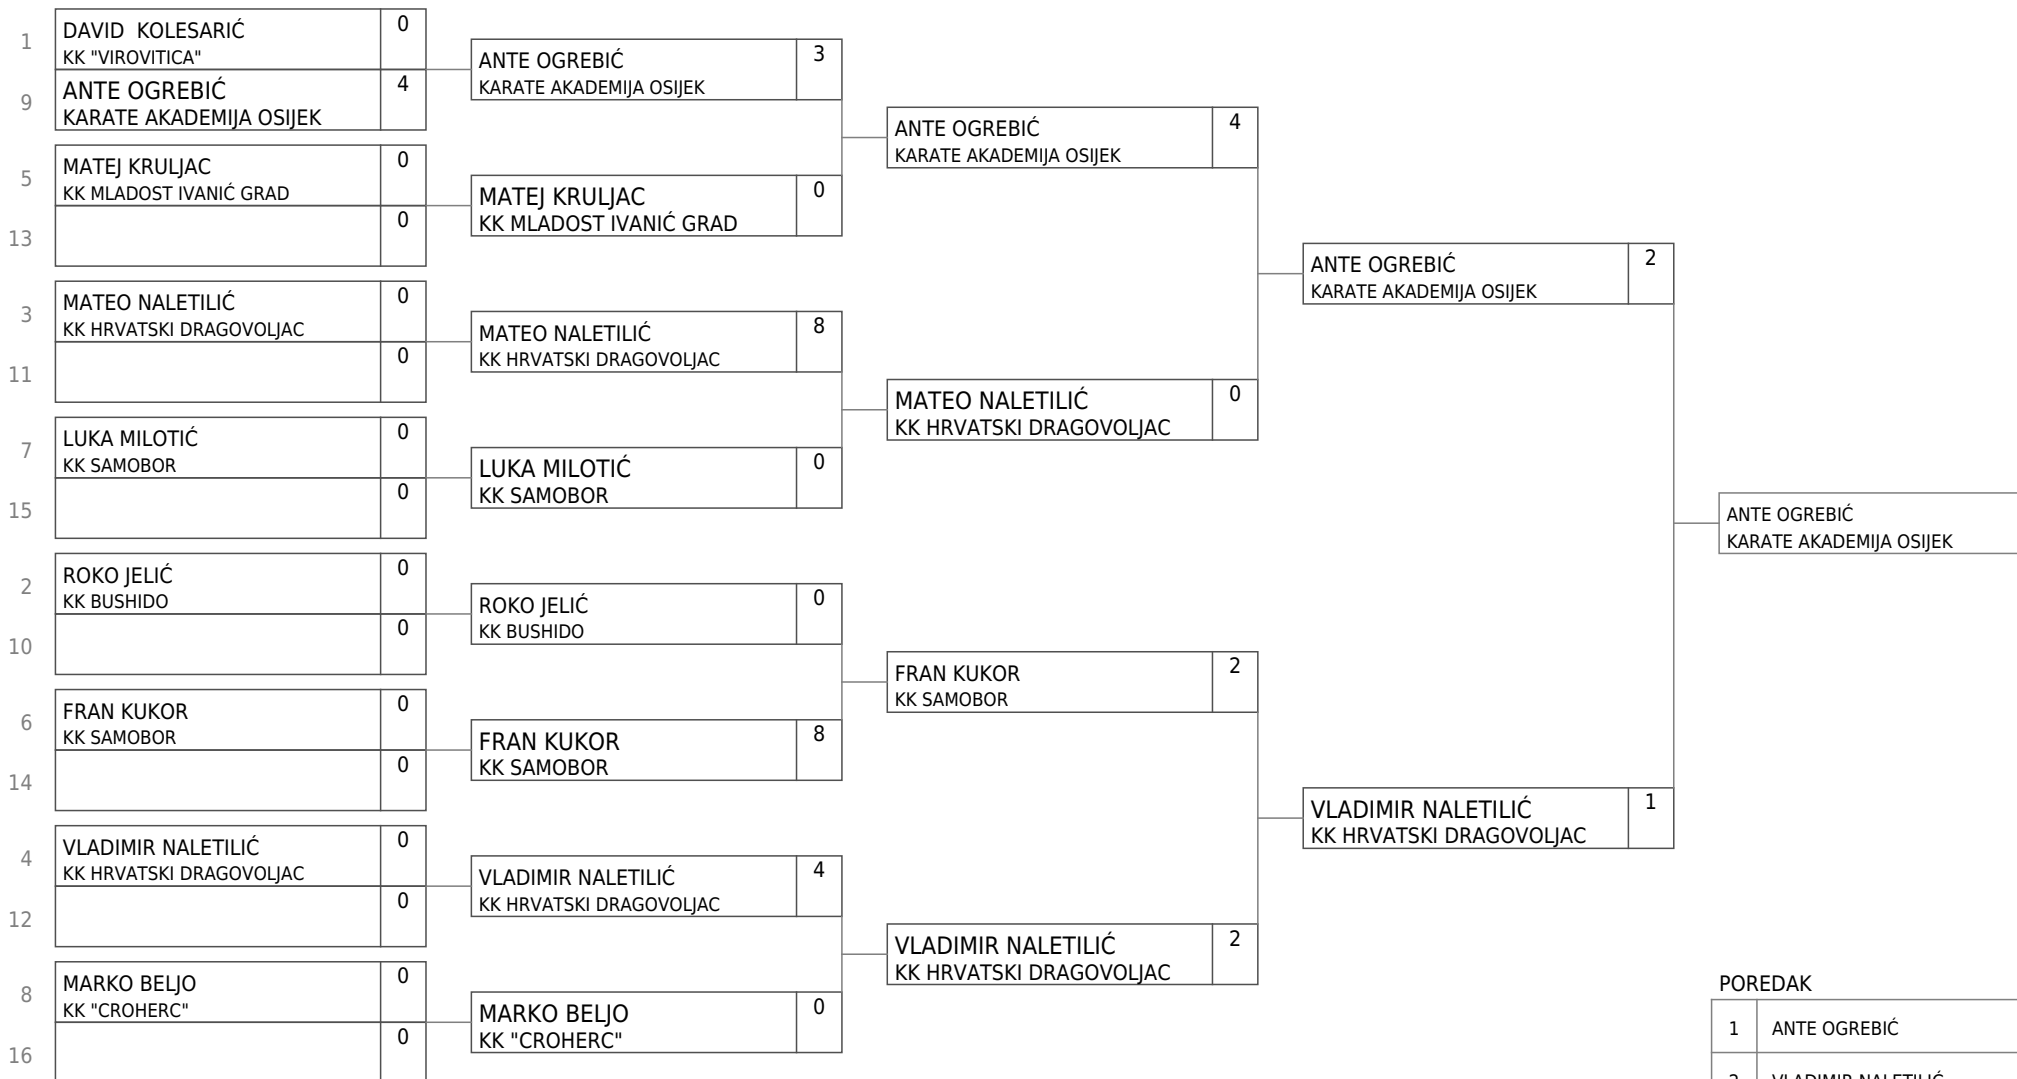 1
DAVID  KOLESARIĆ
KK "VIROVITICA"
0
9
ANTE OGREBIĆ
KARATE AKADEMIJA OSIJEK
4
5
MATEJ KRULJAC
KK MLADOST IVANIĆ GRAD
0
13
0
3
MATEO NALETILIĆ
KK HRVATSKI DRAGOVOLJAC
0
11
0
7
LUKA MILOTIĆ
KK SAMOBOR
0
15
0
2
ROKO JELIĆ
KK BUSHIDO
0
10
0
6
FRAN KUKOR
KK SAMOBOR
0
14
0
4
VLADIMIR NALETILIĆ
KK HRVATSKI DRAGOVOLJAC
0
12
0
8
MARKO BELJO
KK "CROHERC"
0
16
0
ANTE OGREBIĆ
KARATE AKADEMIJA OSIJEK
3
MATEJ KRULJAC
KK MLADOST IVANIĆ GRAD
0
MATEO NALETILIĆ
KK HRVATSKI DRAGOVOLJAC
8
LUKA MILOTIĆ
KK SAMOBOR
0
ROKO JELIĆ
KK BUSHIDO
0
FRAN KUKOR
KK SAMOBOR
8
VLADIMIR NALETILIĆ
KK HRVATSKI DRAGOVOLJAC
4
MARKO BELJO
KK "CROHERC"
0
ANTE OGREBIĆ
KARATE AKADEMIJA OSIJEK
4
MATEO NALETILIĆ
KK HRVATSKI DRAGOVOLJAC
0
FRAN KUKOR
KK SAMOBOR
2
VLADIMIR NALETILIĆ
KK HRVATSKI DRAGOVOLJAC
2
ANTE OGREBIĆ
KARATE AKADEMIJA OSIJEK
2
VLADIMIR NALETILIĆ
KK HRVATSKI DRAGOVOLJAC
1
ANTE OGREBIĆ
KARATE AKADEMIJA OSIJEK
POREDAK
1 ANTE OGREBIĆ
2 VLADIMIR NALETILIĆ